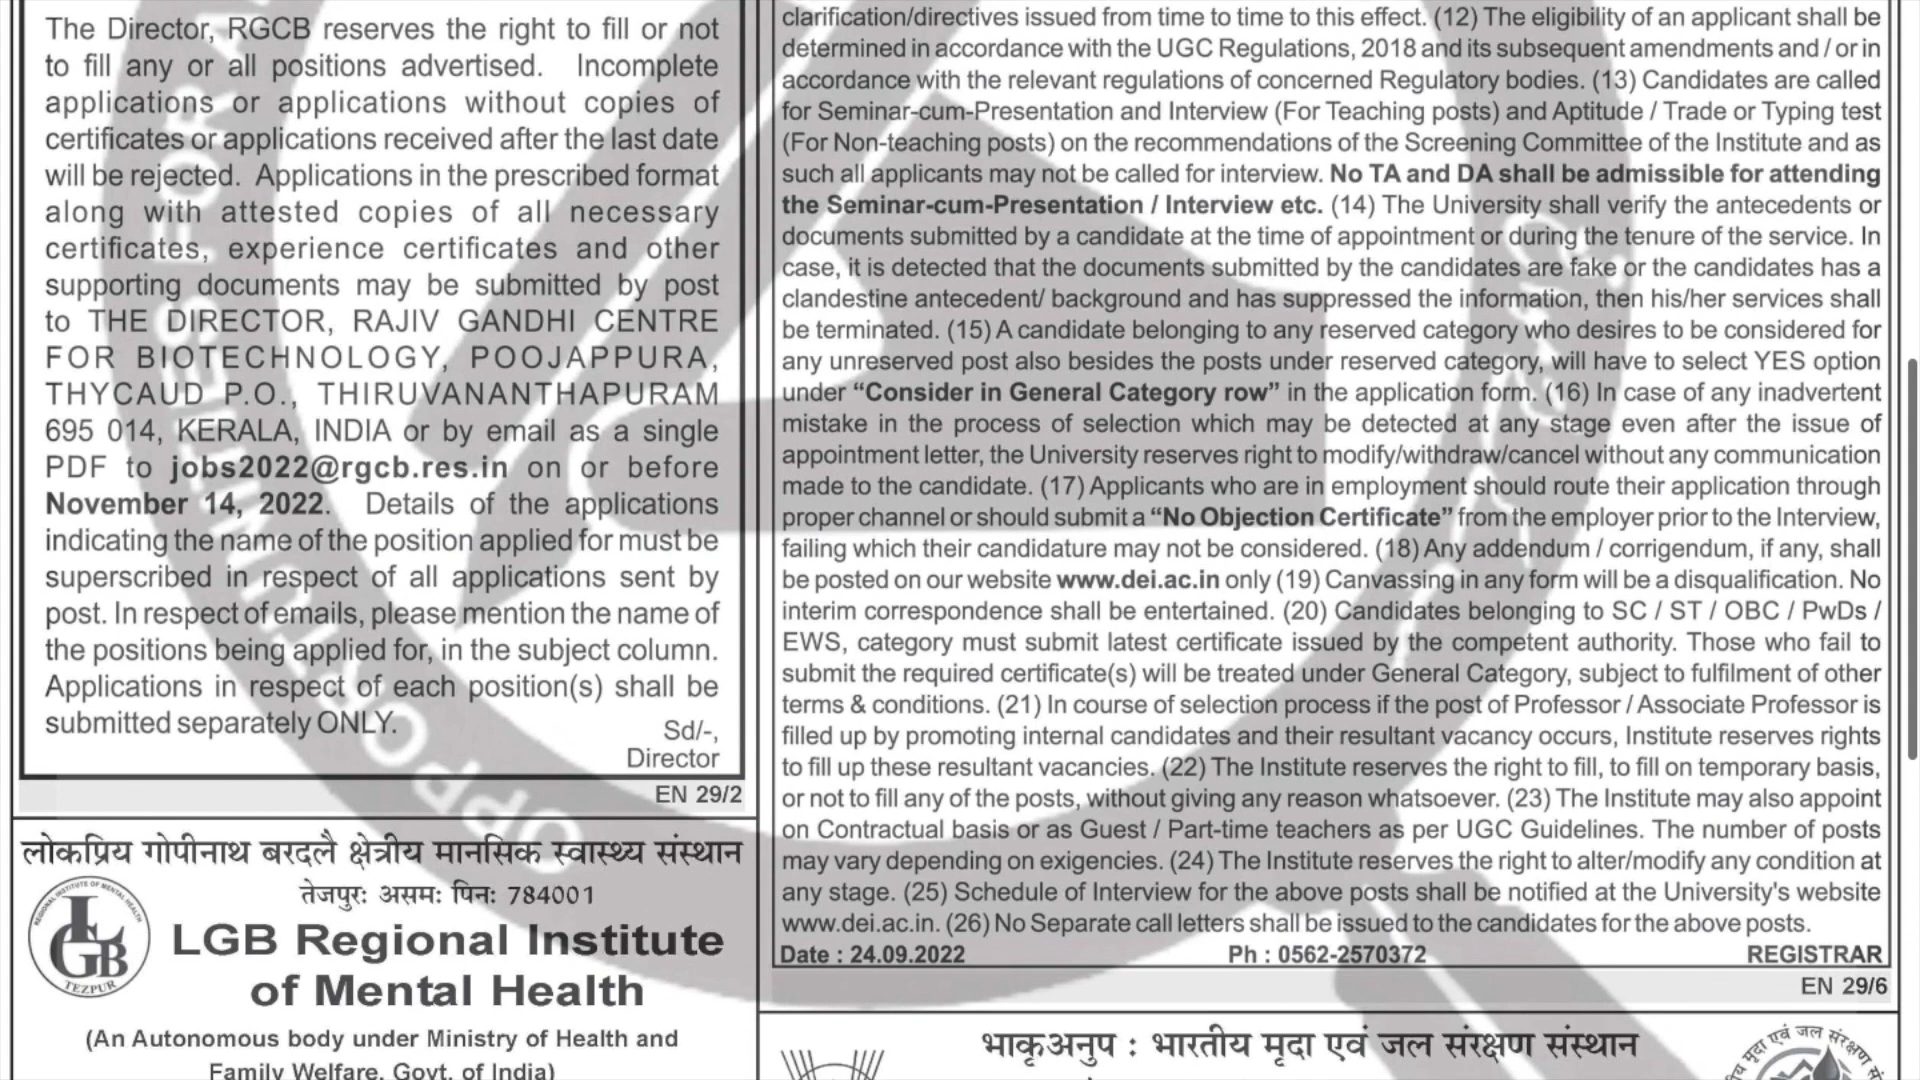 The Director, RGCB reserves the right to fill or not
to fill any or all positions advertised. Incomplete
applications or applications without copies of
certificates or applications received after the last date
will be rejected. Applications in the prescribed format
along with attested copies of all necessary
certificates, experience certificates and other
supporting documents may be submitted by post
to THE DIRECTOR, RAJIV GANDHI CENTRE
FOR BIOTECHNOLOGY, POOJAPPURA,
THYCAUD P.O., THIRUVANANTHAPURAM
695 014, KERALA, INDIA or by email as a single
PDF to jobs2022@rgcb.res.in on or before
November 14, 2022. Details of the applications
indicating the name of the position applied for must be
superscribed in respect of all applications sent by
post. In respect of emails, please mention the name of
the positions being applied for, in the subject column.
Applications in respect of each position(s) shall be
submitted separately ONLY.
Sd/-,
Director
EN 29/2
लोकप्रिय गोपीनाथ बरदलै क्षेत्रीय मानसिक स्वास्थ्य संस्थान
तेजपुरः असमः पिनः 784001
REGIONAL INSTITUTE OF MENTAL HEALTH
LGB
TEZPUR
LGB Regional Institute
of Mental Health
(An Autonomous body under Ministry of Health and
Family Welfare, Govt. of India)
clarification/directives issued from time to time to this effect. (12) The eligibility of an applicant shall be
determined in accordance with the UGC Regulations, 2018 and its subsequent amendments and / or in
accordance with the relevant regulations of concerned Regulatory bodies. (13) Candidates are called
for Seminar-cum-Presentation and Interview (For Teaching posts) and Aptitude / Trade or Typing test
(For Non-teaching posts) on the recommendations of the Screening Committee of the Institute and as
such all applicants may not be called for interview. No TA and DA shall be admissible for attending
the Seminar-cum-Presentation / Interview etc. (14) The University shall verify the antecedents or
documents submitted by a candidate at the time of appointment or during the tenure of the service. In
case, it is detected that the documents submitted by the candidates are fake or the candidates has a
clandestine antecedent/ background and has suppressed the information, then his/her services shall
be terminated. (15) A candidate belonging to any reserved category who desires to be considered for
any unreserved post also besides the posts under reserved category, will have to select YES option
under “Consider in General Category row” in the application form. (16) In case of any inadvertent
mistake in the process of selection which may be detected at any stage even after the issue of
appointment letter, the University reserves right to modify/withdraw/cancel without any communication
made to the candidate. (17) Applicants who are in employment should route their application through
proper channel or should submit a “No Objection Certificate” from the employer prior to the Interview,
failing which their candidature may not be considered. (18) Any addendum / corrigendum, if any, shall
be posted on our website www.dei.ac.in only (19) Canvassing in any form will be a disqualification. No
interim correspondence shall be entertained. (20) Candidates belonging to SC / ST / OBC / PwDs /
EWS, category must submit latest certificate issued by the competent authority. Those who fail to
submit the required certificate(s) will be treated under General Category, subject to fulfilment of other
terms & conditions. (21) In course of selection process if the post of Professor / Associate Professor is
filled up by promoting internal candidates and their resultant vacancy occurs, Institute reserves rights
to fill up these resultant vacancies. (22) The Institute reserves the right to fill, to fill on temporary basis,
or not to fill any of the posts, without giving any reason whatsoever. (23) The Institute may also appoint
on Contractual basis or as Guest / Part-time teachers as per UGC Guidelines. The number of posts
may vary depending on exigencies. (24) The Institute reserves the right to alter/modify any condition at
any stage. (25) Schedule of Interview for the above posts shall be notified at the University's website
www.dei.ac.in. (26) No Separate call letters shall be issued to the candidates for the above posts.
Date : 24.09.2022 Ph : 0562-2570372 REGISTRAR
EN 29/6
भाकृअनुप : भारतीय मृदा एवं जल संरक्षण संस्थान
मृदा एवं जल संरक्षण